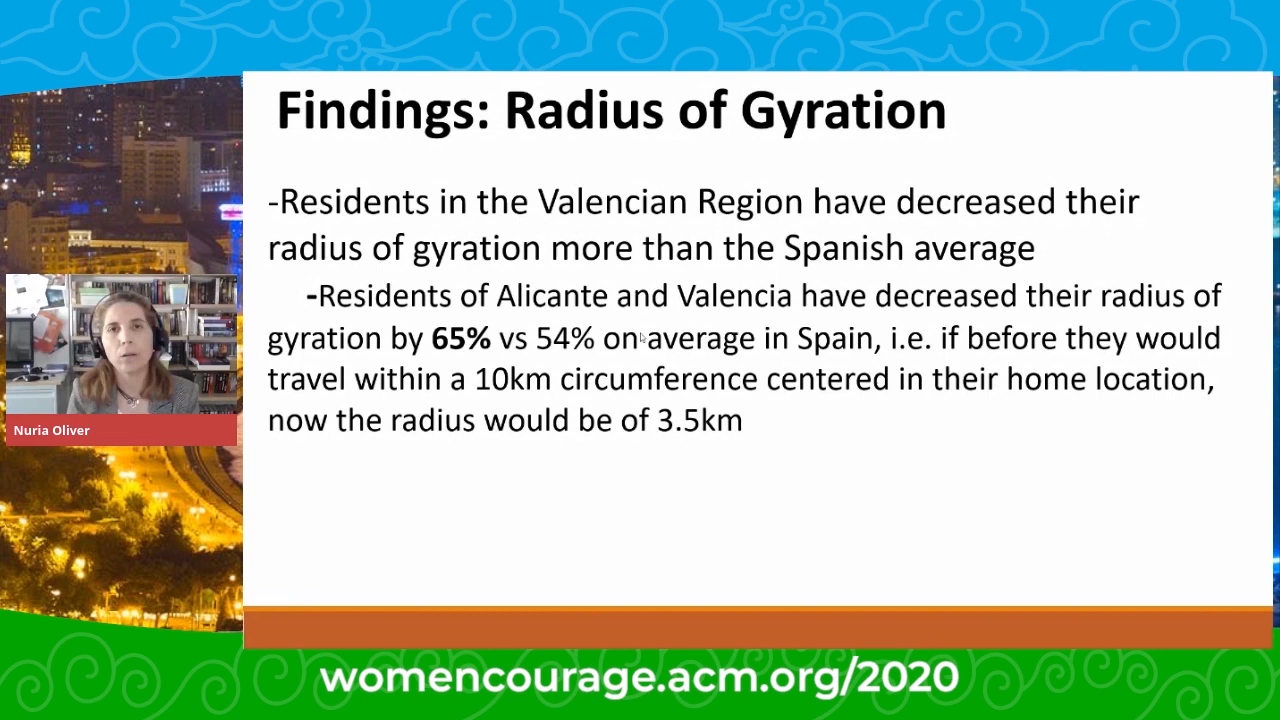 Findings: Radius of Gyration
-Residents in the Valencian Region have decreased their
radius of gyration more than the Spanish average
-Residents of Alicante and Valencia have decreased their radius of
gyration by 65% vs 54% on average in Spain, i.e. if before they would
travel within a 10km circumference centered in their home location,
now the radius would be of 3.5km
Nuria Oliver
womencourage.acm.org/2020